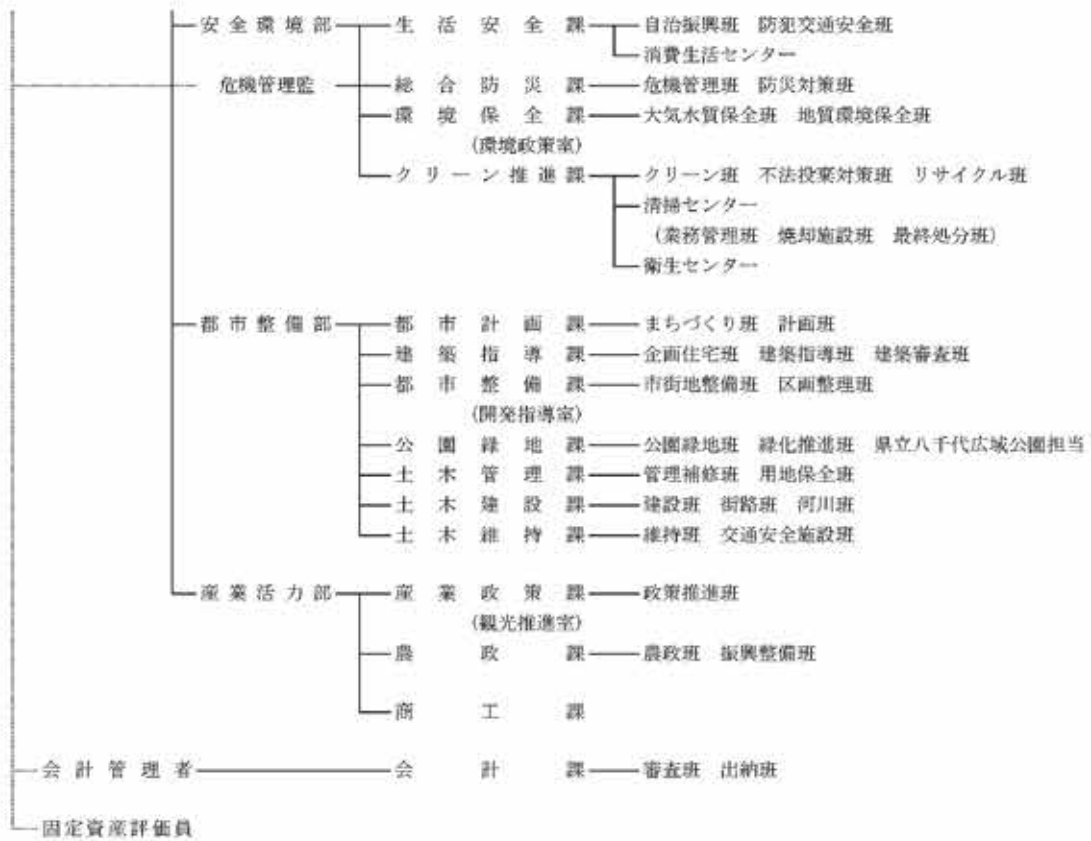 安全環境部 生活安全課 自治振興班 防犯交通安全班
消費生活センター
危機管理監 総合防災課 危機管理班 防災対策班
環境保全課 大気水質保全班 地質環境保全班
(環境政策室)
クリーン推進課 クリーン班 不法投棄対策班 リサイクル班
清掃センター
(業務管理班 焼却施設班 最終処分班)
衛生センター
都市整備部 都市計画課 まちづくり班 計画班
建築指導課 企画住宅班 建築指導班 建築審査班
都市整備課 市街地整備班 区画整理班
(開発指導室)
公園緑地課 公園緑地班 緑化推進班 県立八千代広域公園担当
土木管理課 管理補修班 用地保全班
土木建設課 建設班 街路班 河川班
土木維持課 維持班 交通安全施設班
産業活力部 産業政策課 政策推進班
(観光推進室)
農政課 農政班 振興整備班
商工課
会計管理者 会計課 審査班 出納班
固定資産評価員